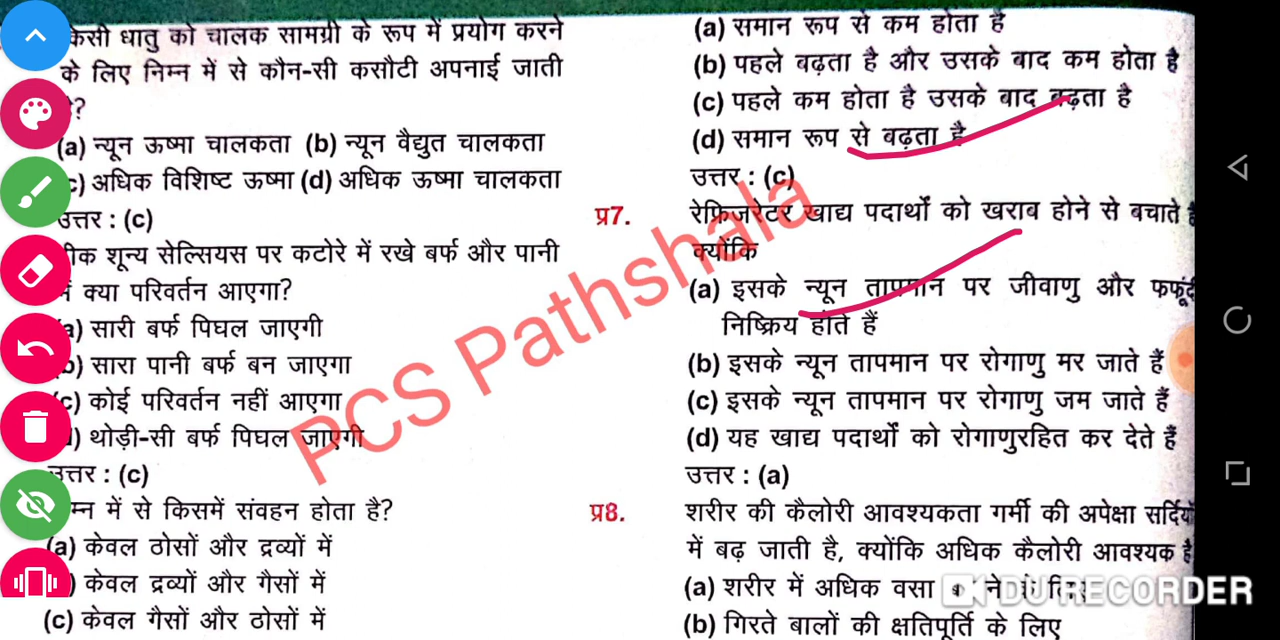 किसी धातु को चालक सामग्री के रूप में प्रयोग करने
के लिए निम्न में से कौन-सी कसौटी अपनाई जाती
?
(a) न्यून ऊष्मा चालकता (b) न्यून वैद्युत चालकता
c) अधिक विशिष्ट ऊष्मा (d) अधिक ऊष्मा चालकता
उत्तर : (c)
ीक शून्य सेल्सियस पर कटोरे में रखे बर्फ और पानी
में क्या परिवर्तन आएगा?
a) सारी बर्फ पिघल जाएगी
b) सारा पानी बर्फ बन जाएगा
(c) कोई परिवर्तन नहीं आएगा
) थोड़ी-सी बर्फ पिघल जाएगी
उत्तर : (c)
म्न में से किसमें संवहन होता है?
(a) केवल ठोसों और द्रव्यों में
) केवल द्रव्यों और गैसों में
(c) केवल गैसों और ठोसों में
(a) समान रूप से कम होता है
(b) पहले बढ़ता है और उसके बाद कम होता है
(c) पहले कम होता है उसके बाद बढ़ता है
(d) समान रूप से बढ़ता है
उत्तर : (c)
प्र7. रेफ्रिजरेटर खाद्य पदार्थों को खराब होने से बचाते हैं
क्योंकि
(a) इसके न्यून तापमान पर जीवाणु और फफूंदी
निष्क्रिय होते हैं
(b) इसके न्यून तापमान पर रोगाणु मर जाते हैं
(c) इसके न्यून तापमान पर रोगाणु जम जाते हैं
(d) यह खाद्य पदार्थों को रोगाणुरहित कर देते हैं
उत्तर : (a)
प्र8. शरीर की कैलोरी आवश्यकता गर्मी की अपेक्षा सर्दियों
में बढ़ जाती है, क्योंकि अधिक कैलोरी आवश्यक है
(a) शरीर में अधिक वसा
(b) गिरते बालों की क्षतिपूर्ति के लिए
PCS Pathshala
DU RECORDER